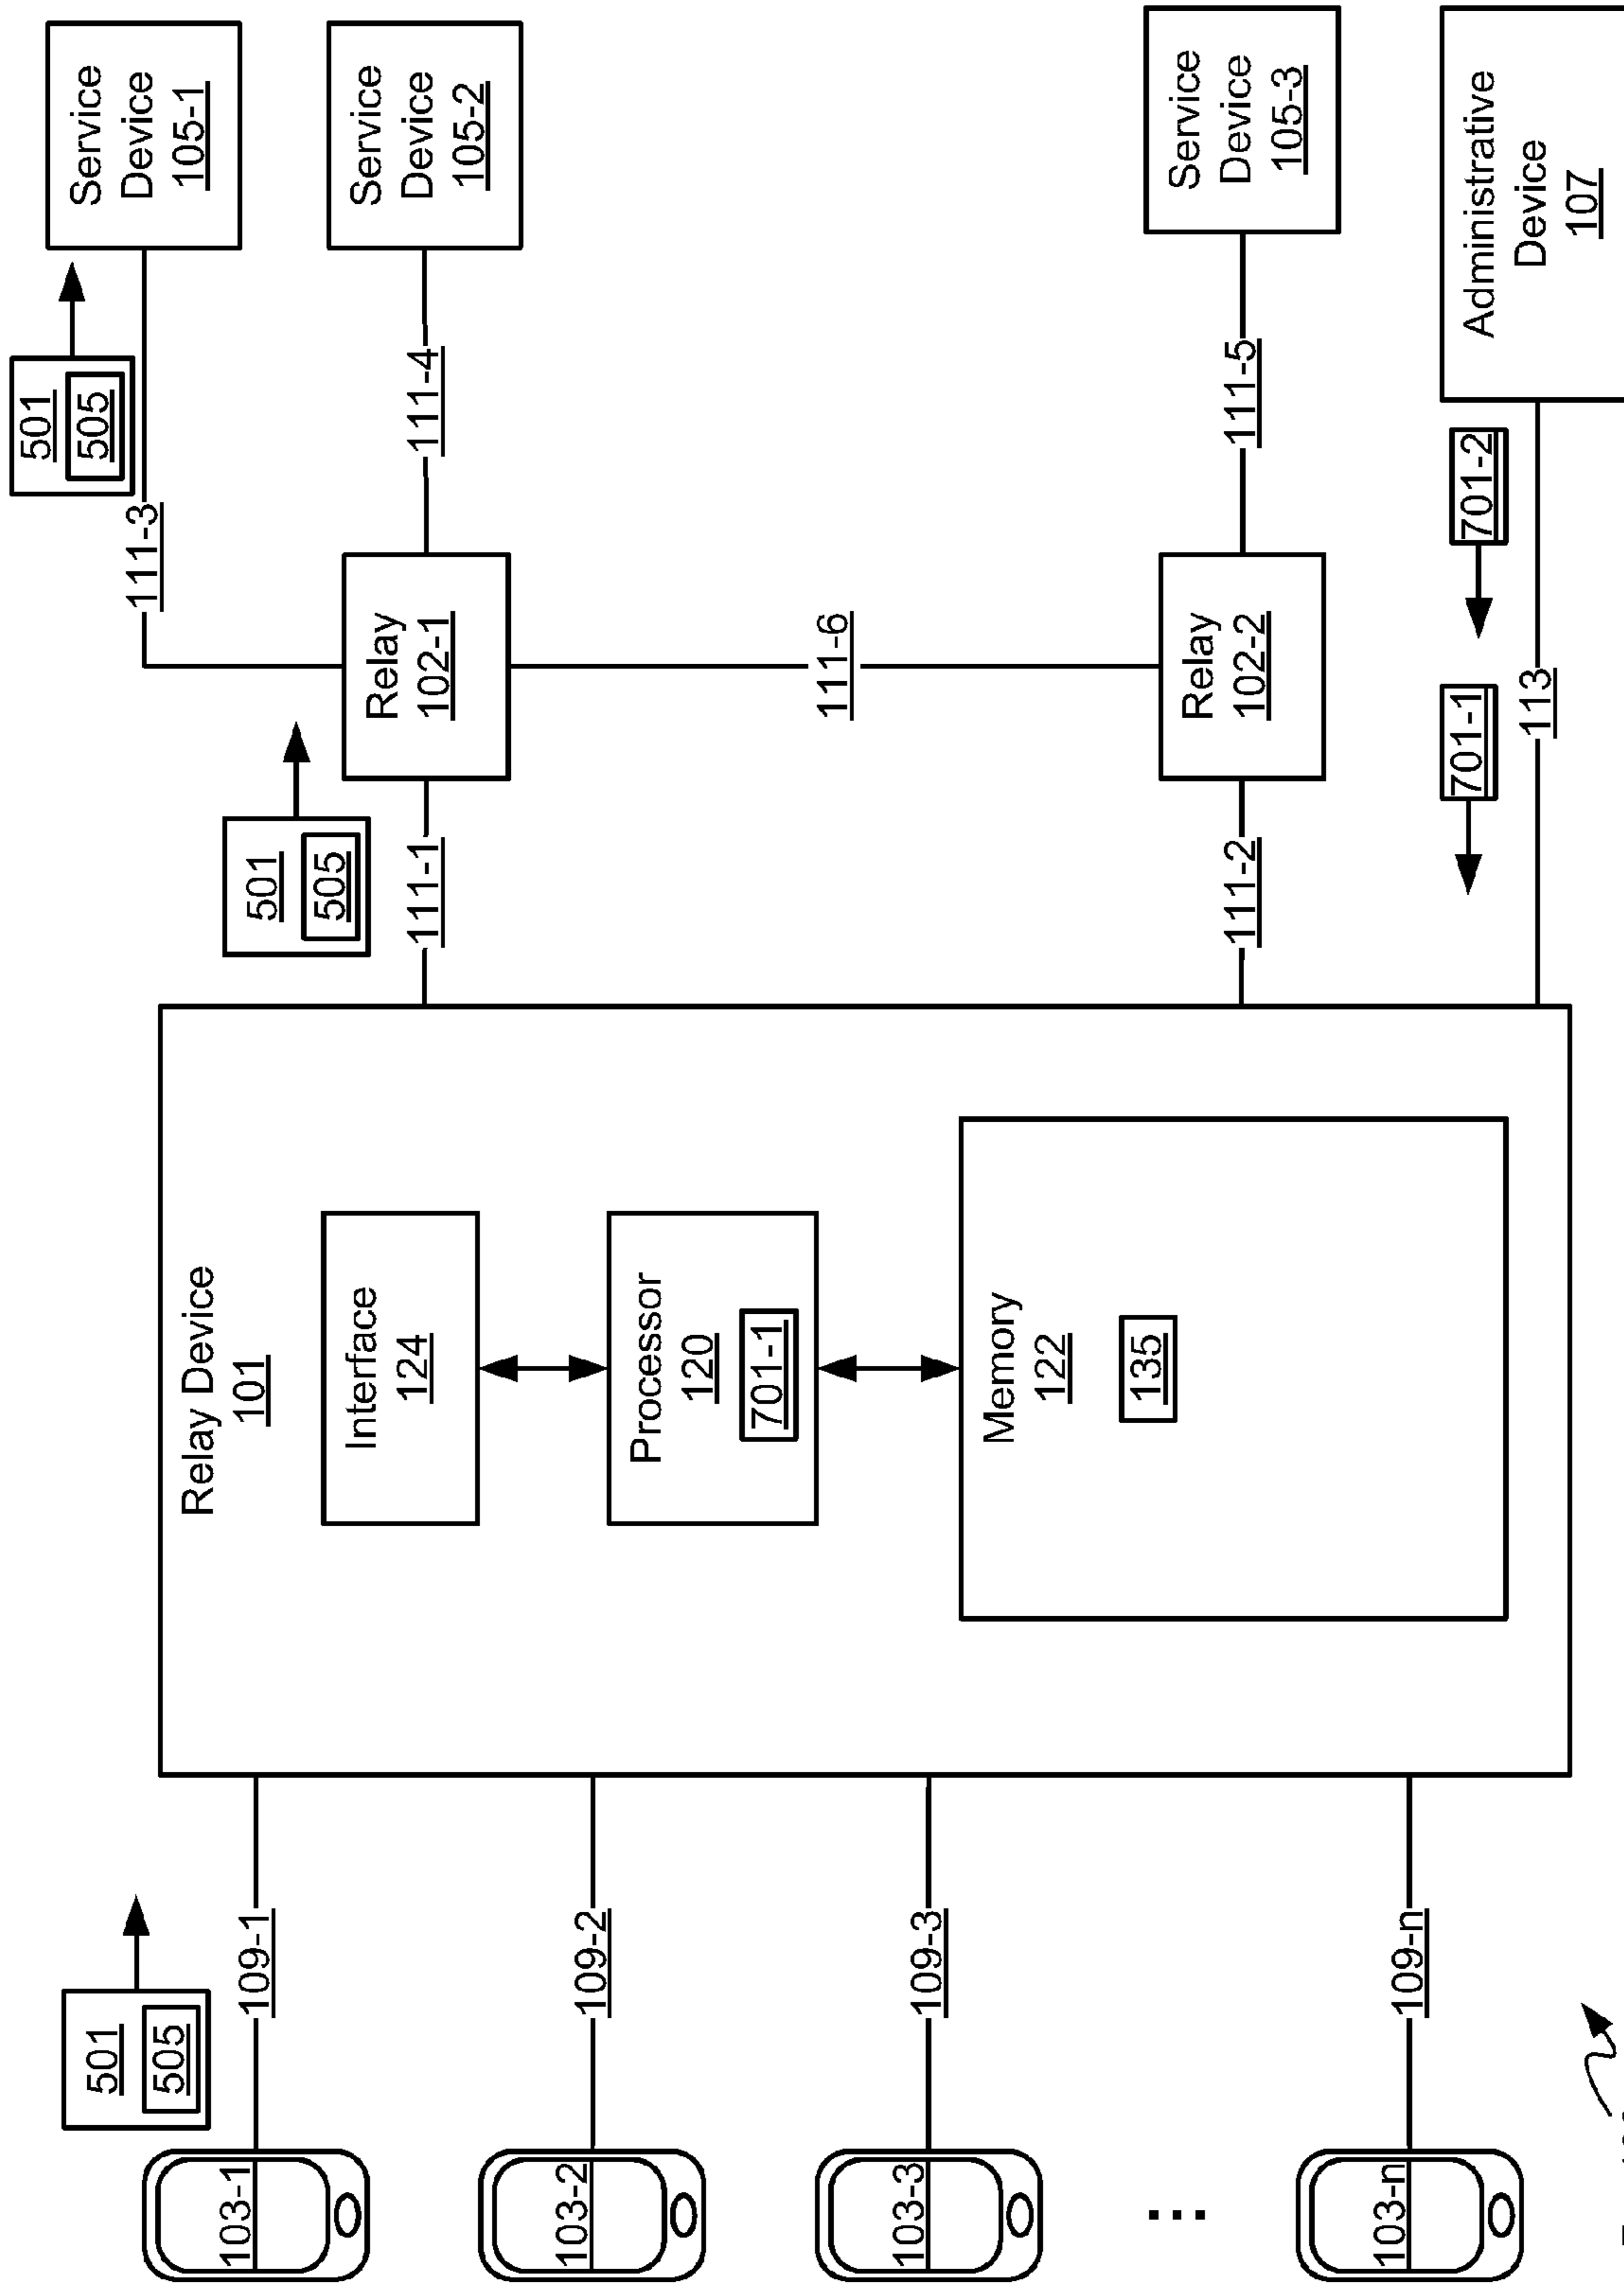 501
505
103-1
109-1
Relay Device
101
Interface
124
Processor
120
701-1
Memory
122
135
103-2
109-2
103-3
109-3
...
103-n
109-n
501
505
111-1
Relay
102-1
111-3
501
505
Service
Device
105-1
111-4
Service
Device
105-2
111-6
111-2
Relay
102-2
111-5
Service
Device
105-3
701-1
701-2
113
Administrative
Device
107